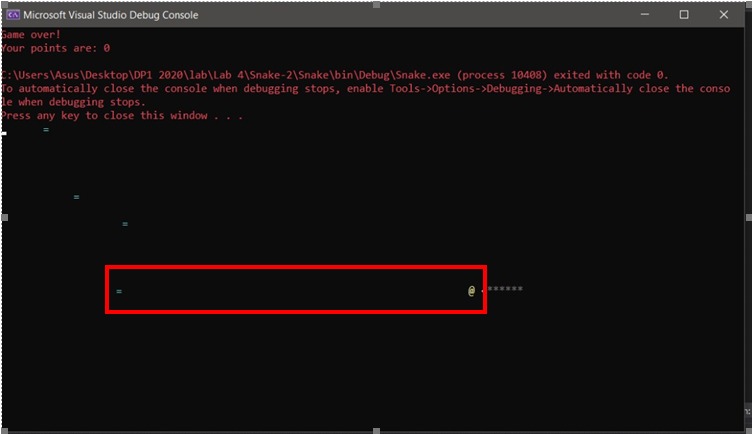 Microsoft Visual Studio Debug Console
Game over!
Your points are: 0
C:\Users\Asus\Desktop\DP1 2020\lab\Lab 4\Snake-2\Snake\bin\Debug\Snake.exe (process 10408) exited with code 0.
To automatically close the console when debugging stops, enable Tools->Options->Debugging->Automatically close the conso
le when debugging stops.
Press any key to close this window . . .
=
=
=
= @ <******